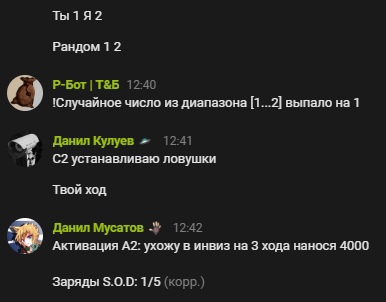 Ты 1 Я 2
Рандом 1 2
Р-Бот | Т&Б 12:40
!Случайное число из диапазона [1...2] выпало на 1
Данил Кулуев 12:41
С2 устанавливаю ловушки
Твой ход
Данил Мусатов 12:42
Активация А2: ухожу в инвиз на 3 хода нанося 4000
Заряды S.O.D: 1/5 (корр.)